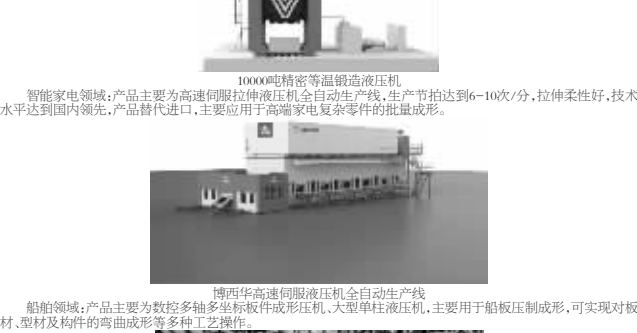 10000吨精密等温锻造液压机
智能家电领域:产品主要为高速伺服拉伸液压机全自动生产线,生产节拍达到6-10次/分,拉伸柔性好,技术
水平达到国内领先,产品替代进口,主要应用于高端家电复杂零件的批量成形。
博西华高速伺服液压机全自动生产线
船舶领域:产品主要为数控多轴多坐标板件成形压机、大型单柱液压机,主要用于船板压制成形,可实现对板
材、型材及构件的弯曲成形等多种工艺操作。